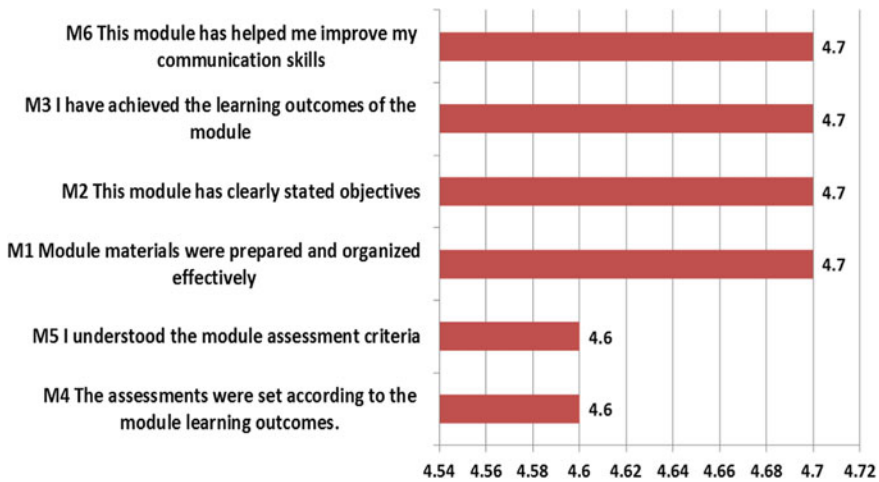 M6 This module has helped me improve my
communication skills
4.7
M3 I have achieved the learning outcomes of the
module
4.7
M2 This module has clearly stated objectives
4.7
M1 Module materials were prepared and organized
effectively
4.7
M5 I understood the module assessment criteria
4.6
M4 The assessments were set according to the
module learning outcomes.
4.6
4.54 4.56 4.58 4.6 4.62 4.64 4.66 4.68 4.7 4.72